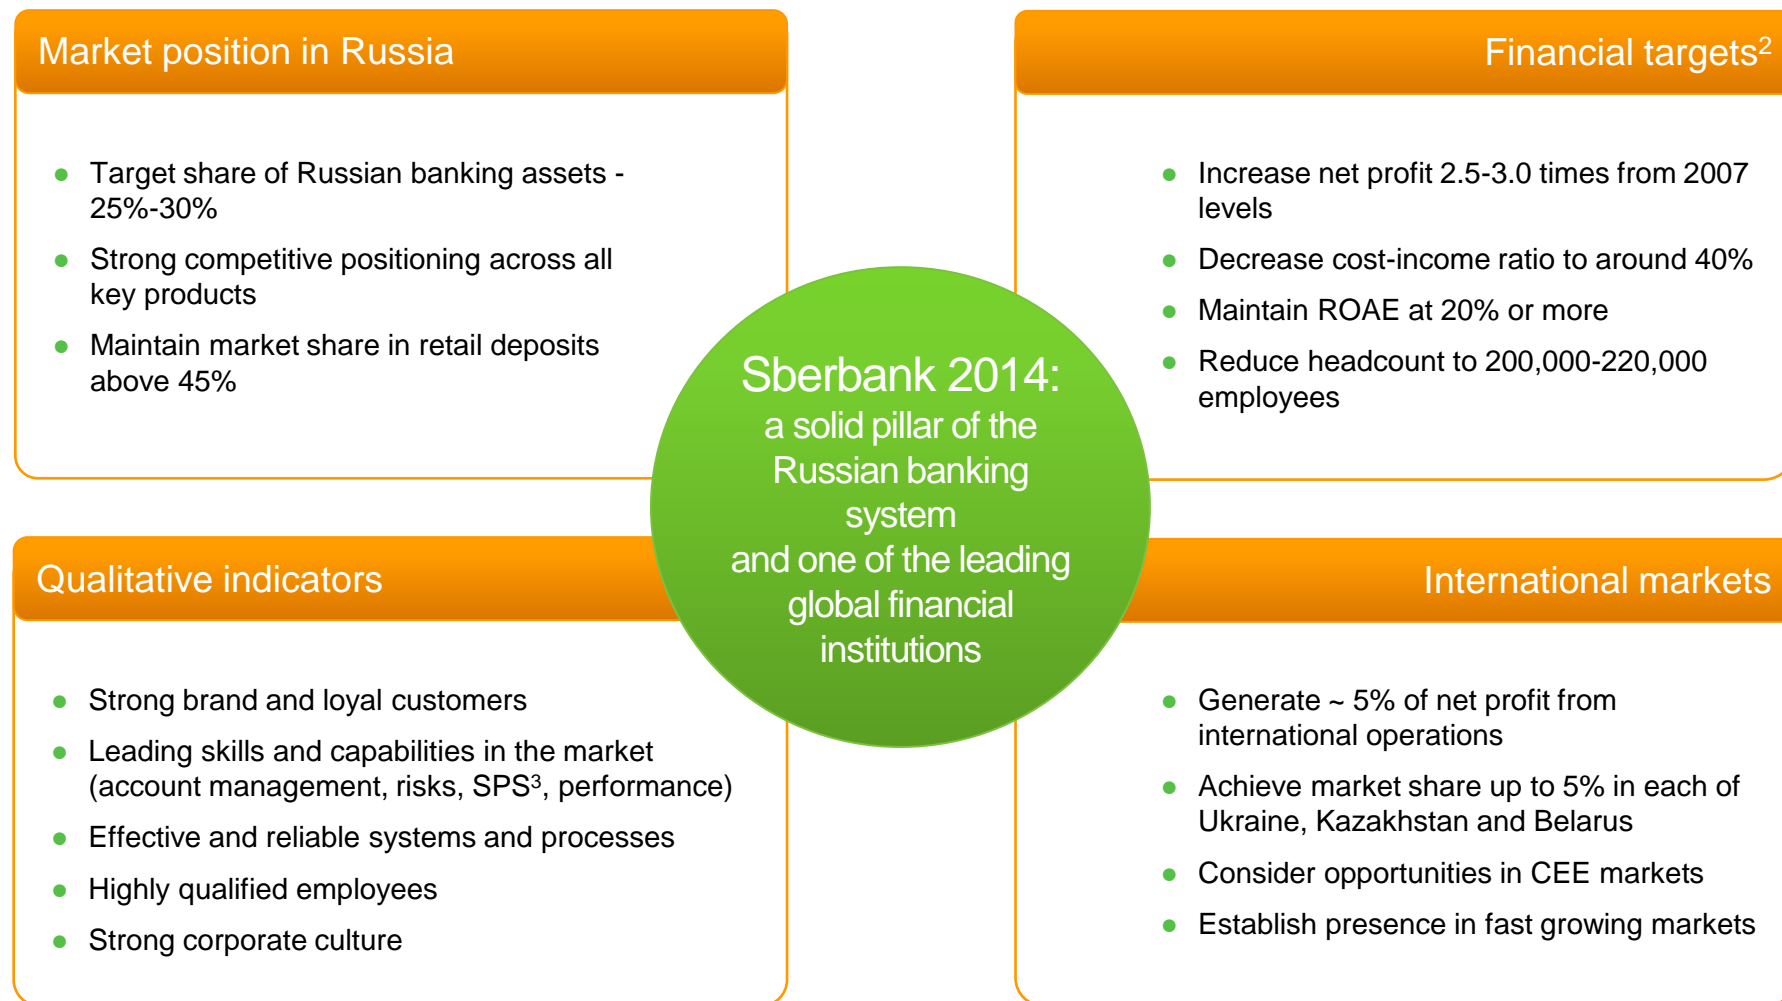 Market position in Russia
● Target share of Russian banking assets -
25%-30%
● Strong competitive positioning across all
key products
● Maintain market share in retail deposits
above 45%
Financial targets²
● Increase net profit 2.5-3.0 times from 2007
levels
● Decrease cost-income ratio to around 40%
● Maintain ROAE at 20% or more
● Reduce headcount to 200,000-220,000
employees
Sberbank 2014:
a solid pillar of the
Russian banking
system
and one of the leading
global financial
institutions
Qualitative indicators
● Strong brand and loyal customers
● Leading skills and capabilities in the market
(account management, risks, SPS³, performance)
● Effective and reliable systems and processes
● Highly qualified employees
● Strong corporate culture
International markets
● Generate ~ 5% of net profit from
international operations
● Achieve market share up to 5% in each of
Ukraine, Kazakhstan and Belarus
● Consider opportunities in CEE markets
● Establish presence in fast growing markets